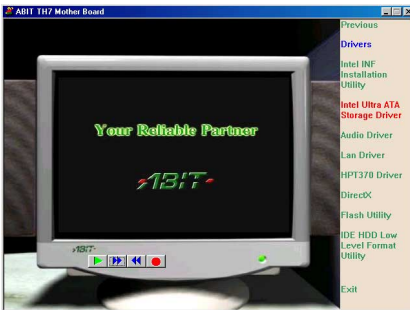 ABIT TH7 Mother Board
Previous
Drivers
Intel INF
Installation
Utility
Intel Ultra ATA
Storage Driver
Audio Driver
Lan Driver
HPT370 Driver
DirectX
Flash Utility
IDE HDD Low
Level Format
Utility
Exit
Your Reliable Partner
ABIT
ABIT